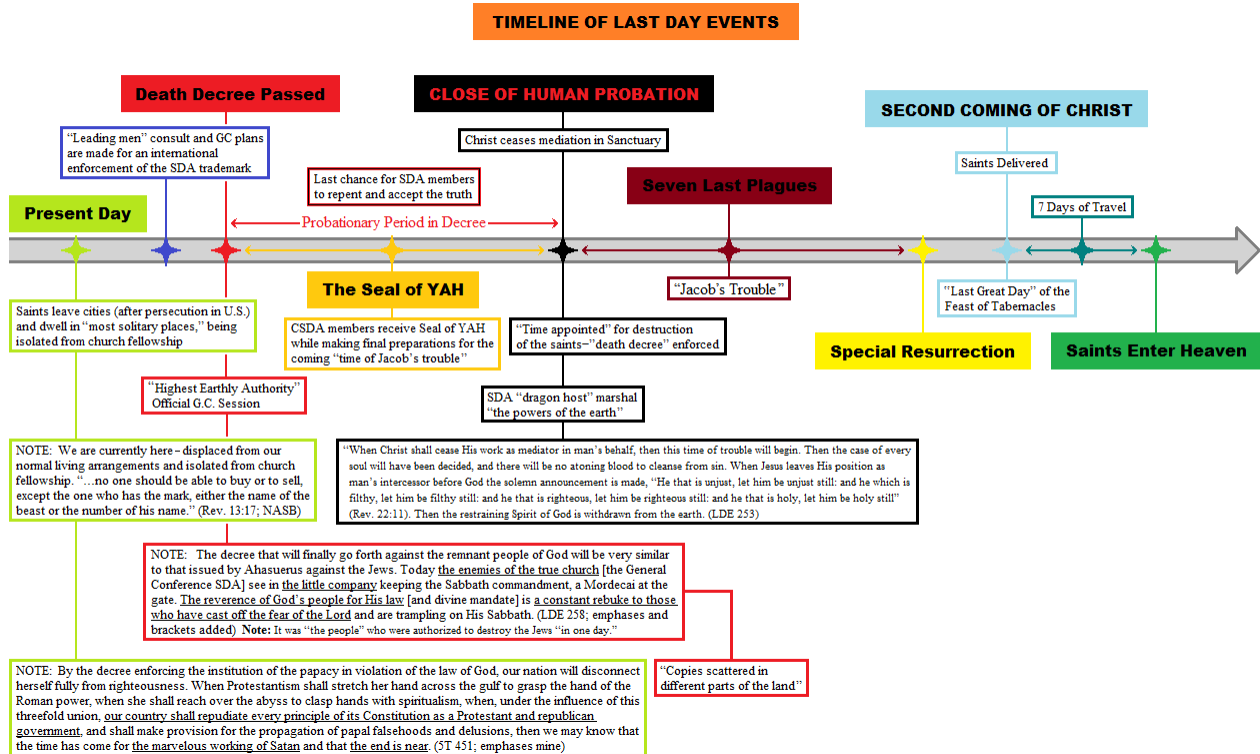 TIMELINE OF LAST DAY EVENTS
Death Decree Passed
CLOSE OF HUMAN PROBATION
SECOND COMING OF CHRIST
“Leading men” consult and GC plans
are made for an international
enforcement of the SDA trademark
Christ ceases mediation in Sanctuary
Saints Delivered
Last chance for SDA members
to repent and accept the truth
Seven Last Plagues
Present Day
7 Days of Travel
Probationary Period in Decree
The Seal of YAH
“Jacob’s Trouble”
“Last Great Day” of the
Feast of Tabernacles
Saints leave cities (after persecution in U.S.)
and dwell in “most solitary places,” being
isolated from church fellowship
CSDA members receive Seal of YAH
while making final preparations for the
coming “time of Jacob’s trouble”
“Time appointed” for destruction
of the saints–”death decree” enforced
Special Resurrection
Saints Enter Heaven
“Highest Earthly Authority”
Official G.C. Session
SDA “dragon host” marshal
“the powers of the earth”
NOTE: We are currently here – displaced from our
normal living arrangements and isolated from church
fellowship. “…no one should be able to buy or to sell,
except the one who has the mark, either the name of the
beast or the number of his name.” (Rev. 13:17; NASB)
“When Christ shall cease His work as mediator in man’s behalf, then this time of trouble will begin. Then the case of every
soul will have been decided, and there will be no atoning blood to cleanse from sin. When Jesus leaves His position as
man’s intercessor before God the solemn announcement is made, “He that is unjust, let him be unjust still: and he which is
filthy, let him be filthy still: and he that is righteous, let him be righteous still: and he that is holy, let him be holy still”
(Rev. 22:11). Then the restraining Spirit of God is withdrawn from the earth. (LDE 253)
NOTE: The decree that will finally go forth against the remnant people of God will be very similar
to that issued by Ahasuerus against the Jews. Today the enemies of the true church [the General
Conference SDA] see in the little company keeping the Sabbath commandment, a Mordecai at the
gate. The reverence of God’s people for His law [and divine mandate] is a constant rebuke to those
who have cast off the fear of the Lord and are trampling on His Sabbath. (LDE 258; emphases and
brackets added) Note: It was “the people” who were authorized to destroy the Jews “in one day.”
NOTE: By the decree enforcing the institution of the papacy in violation of the law of God, our nation will disconnect
herself fully from righteousness. When Protestantism shall stretch her hand across the gulf to grasp the hand of the
Roman power, when she shall reach over the abyss to clasp hands with spiritualism, when, under the influence of this
threefold union, our country shall repudiate every principle of its Constitution as a Protestant and republican
government, and shall make provision for the propagation of papal falsehoods and delusions, then we may know that
the time has come for the marvelous working of Satan and that the end is near. (5T 451; emphases mine)
“Copies scattered in
different parts of the land”